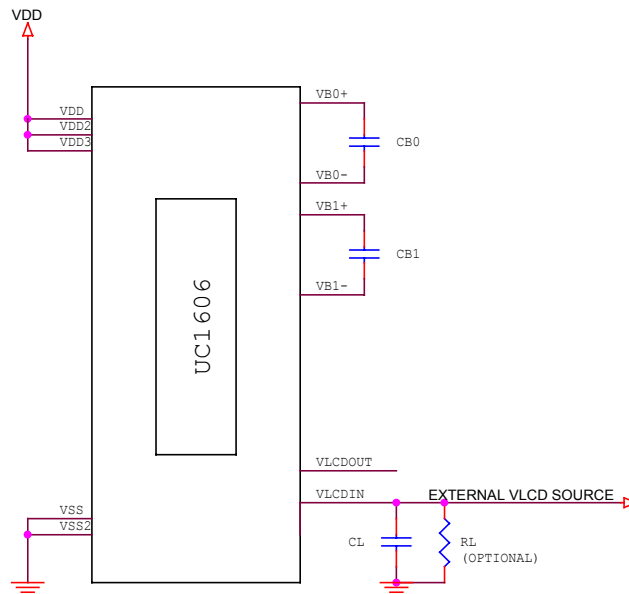 VDD
VDD
VDD2
VDD3
VB0+
CB0
VB0-
VB1+
CB1
VB1-
UC1606
VLCDOUT
VLCDIN
EXTERNAL VLCD SOURCE
VSS
VSS2
CL
RL
(OPTIONAL)